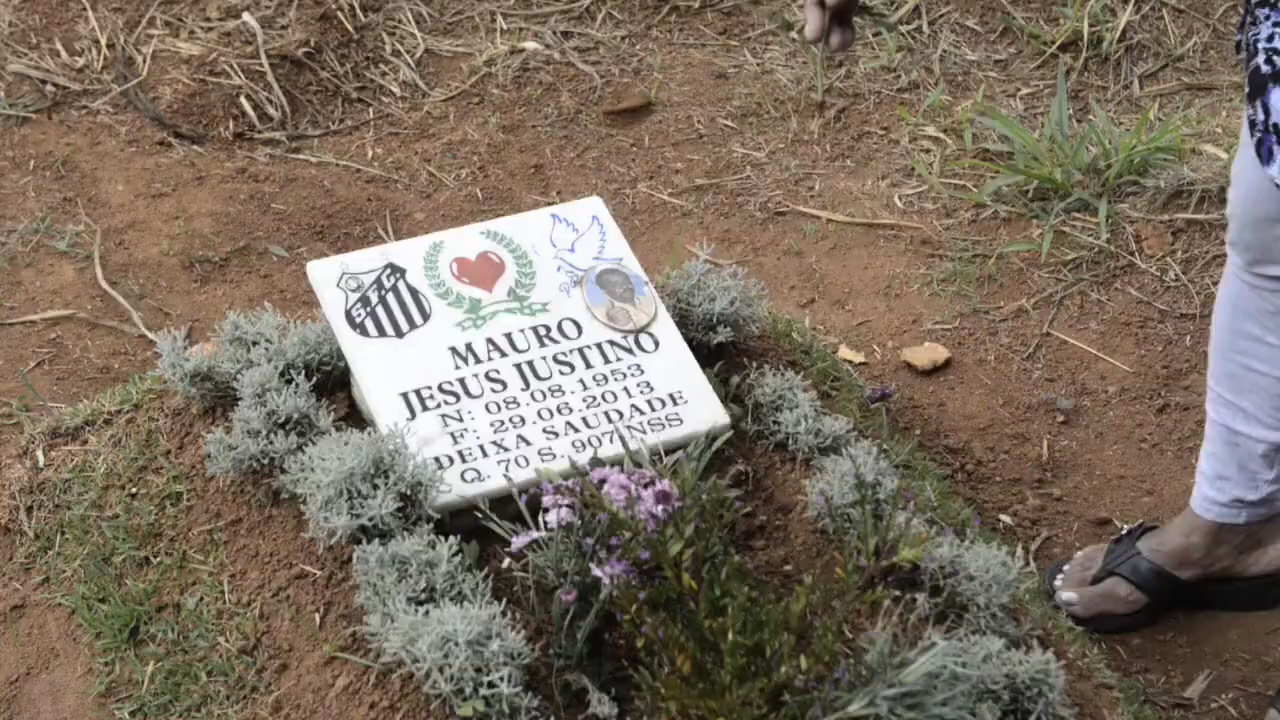 S.F.C.
MAURO
JESUS JUSTINO
N: 08.08.1953
F: 29.06.2013
DEIXA SAUDADE
Q. 70 S. 907 NSS